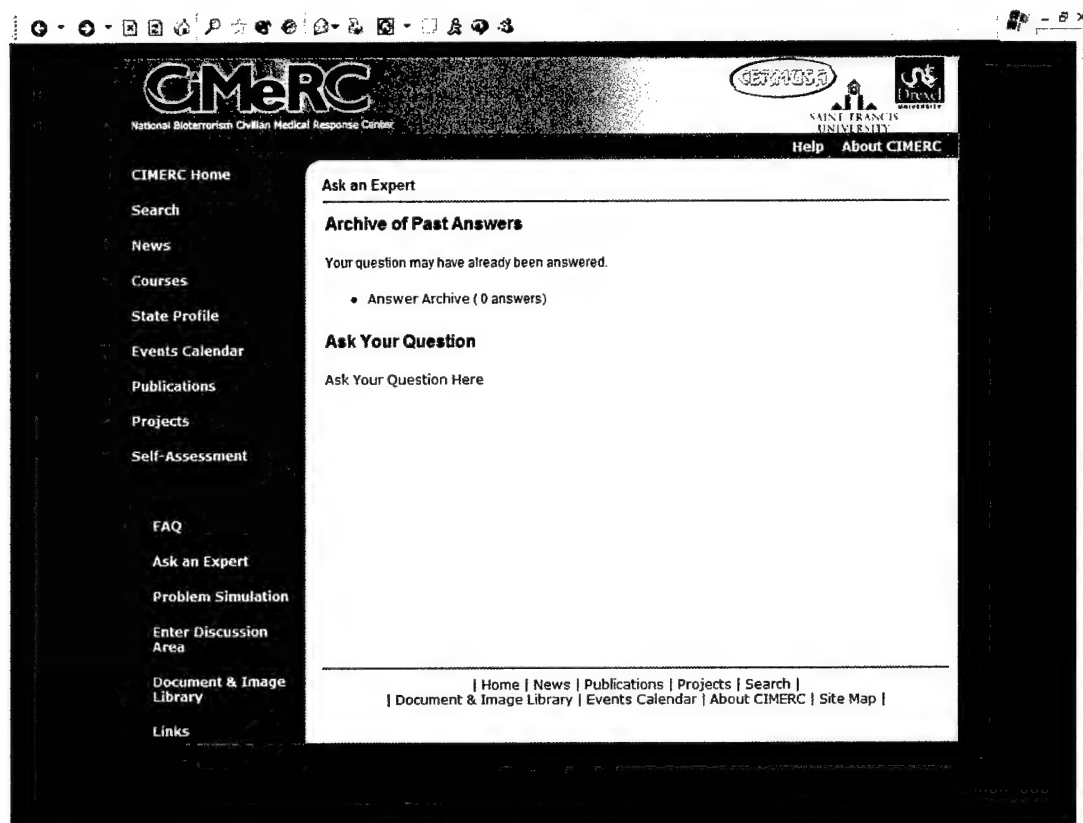 CiMeRC
National Bioterrorism Civilian Medical Response Center
CERMUSA
SAINT FRANCIS
UNIVERSITY
Drexel
UNIVERSITY
Help About CIMERC
CIMERC Home
Search
News
Courses
State Profile
Events Calendar
Publications
Projects
Self-Assessment
FAQ
Ask an Expert
Problem Simulation
Enter Discussion
Area
Document & Image
Library
Links
Ask an Expert
Archive of Past Answers
Your question may have already been answered.
• Answer Archive ( 0 answers)
Ask Your Question
Ask Your Question Here
| Home | News | Publications | Projects | Search |
| Document & Image Library | Events Calendar | About CIMERC | Site Map |